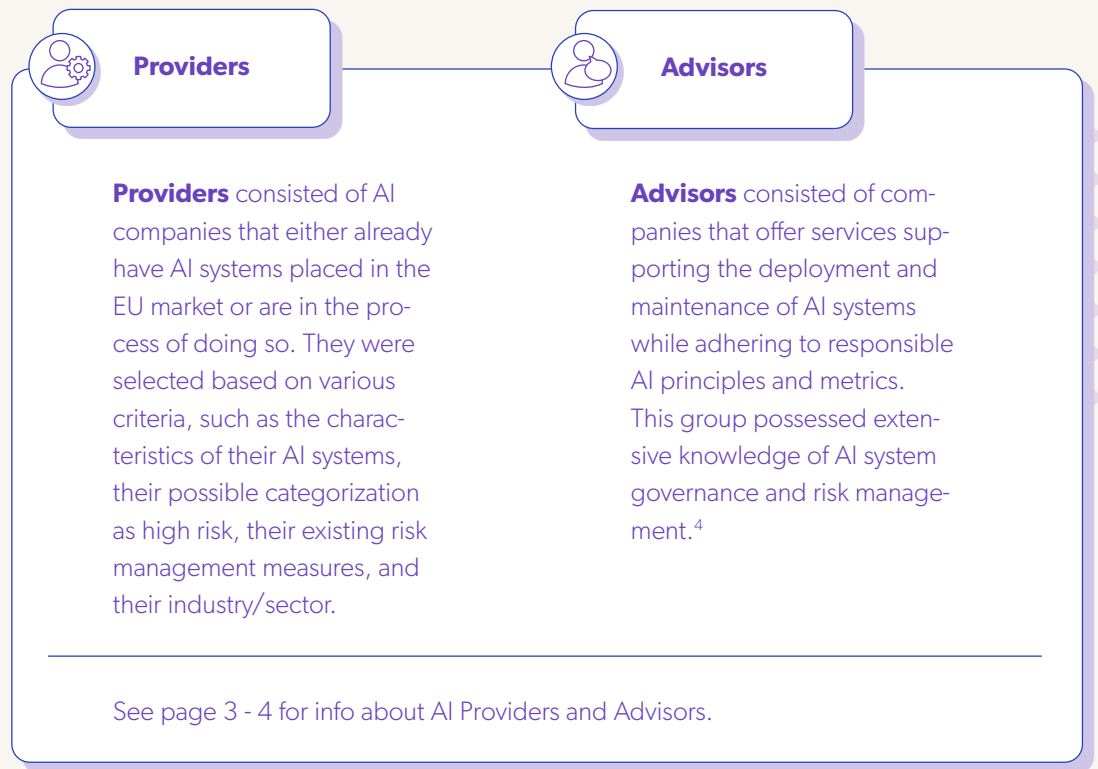 Providers
Advisors
Providers consisted of AI
companies that either already
have AI systems placed in the
EU market or are in the pro-
cess of doing so. They were
selected based on various
criteria, such as the charac-
teristics of their AI systems,
their possible categorization
as high risk, their existing risk
management measures, and
their industry/sector.
Advisors consisted of com-
panies that offer services sup-
porting the deployment and
maintenance of AI systems
while adhering to responsible
AI principles and metrics.
This group possessed exten-
sive knowledge of AI system
governance and risk manage-
ment.4
See page 3 - 4 for info about AI Providers and Advisors.